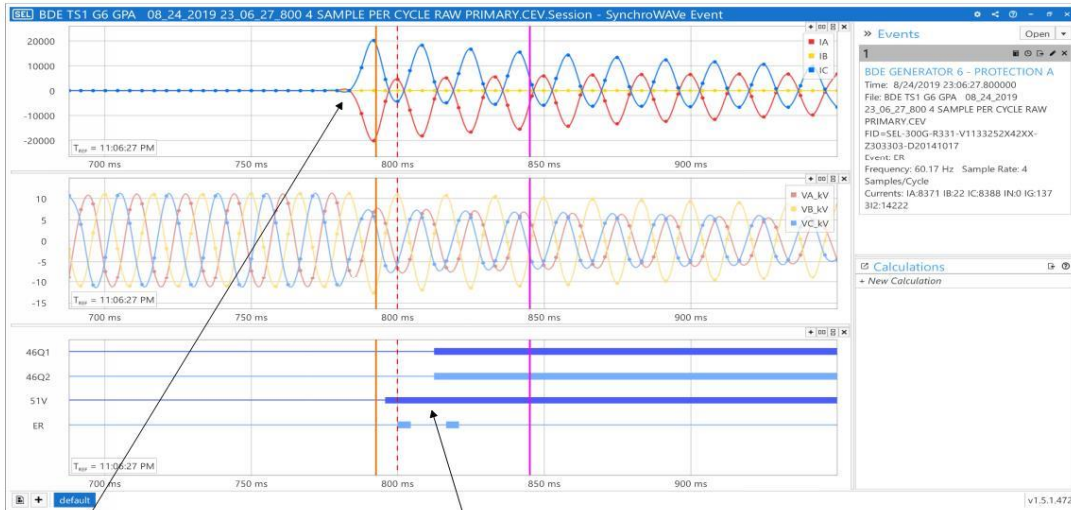 SEL BDE TS1 G6 GPA 08_24_2019 23_06_27_800 4 SAMPLE PER CYCLE RAW PRIMARY.CEV.Session - SynchroWAVe Event
20000
10000
0
-10000
-20000
IA
IB
IC
TREF = 11:06:27 PM
700 ms
750 ms
800 ms
850 ms
900 ms
10
5
0
-5
-10
-15
VA_kV
VB_kV
VC_kV
TREF = 11:06:27 PM
700 ms
750 ms
800 ms
850 ms
900 ms
46Q1
46Q2
51V
ER
TREF = 11:06:27 PM
700 ms
750 ms
800 ms
850 ms
900 ms
default
v1.5.1.472
» Events
Open
1
BDE GENERATOR 6 - PROTECTION A
Time: 8/24/2019 23:06:27.800000
File: BDE TS1 G6 GPA 08_24_2019
23_06_27_800 4 SAMPLE PER CYCLE RAW
PRIMARY.CEV
FID=SEL-300G-R331-V1133252X42XX-
Z303303-D20141017
Event: ER
Frequency: 60.17 Hz Sample Rate: 4
Samples/Cycle
Currents: IA:8371 IB:22 IC:8388 IN:0 IG:137
3I2:14222
Calculations
+ New Calculation